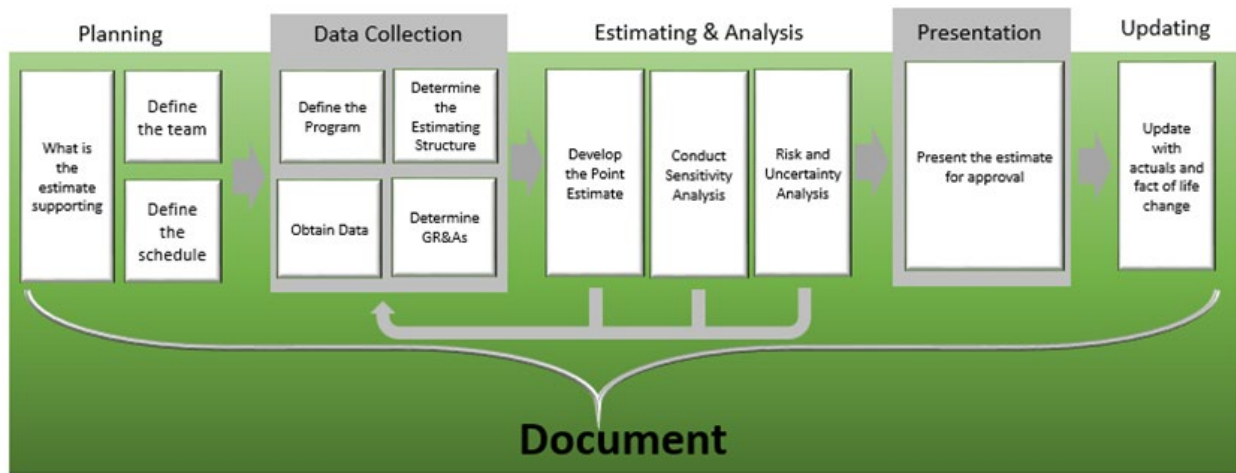 Planning
Data Collection
Estimating & Analysis
Presentation
Updating
What is
the
estimate
supporting
Define
the team
Define
the
schedule
Define the
Program
Determine
the
Estimating
Structure
Obtain Data
Determine
GR&As
Develop
the Point
Estimate
Conduct
Sensitivity
Analysis
Risk and
Uncertainty
Analysis
Present the estimate
for approval
Update
with
actuals and
fact of life
change
Document